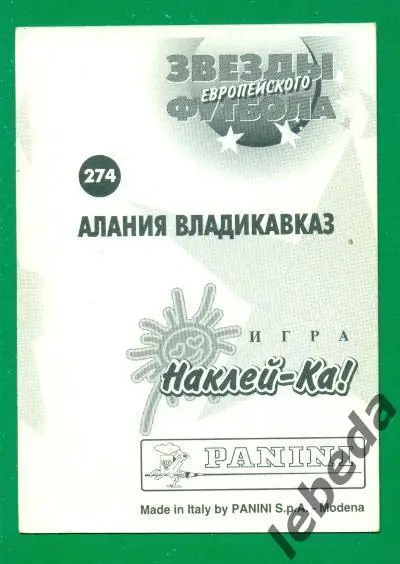 ЗВЕЗДЫ
ЕВРОПЕЙСКОГО
ФУТБОЛА
274
АЛАНИЯ ВЛАДИКАВКАЗ
ИГРА
Наклей-Ка!
PANINI
Made in Italy by PANINI S.p.A. - Modena
lebeda